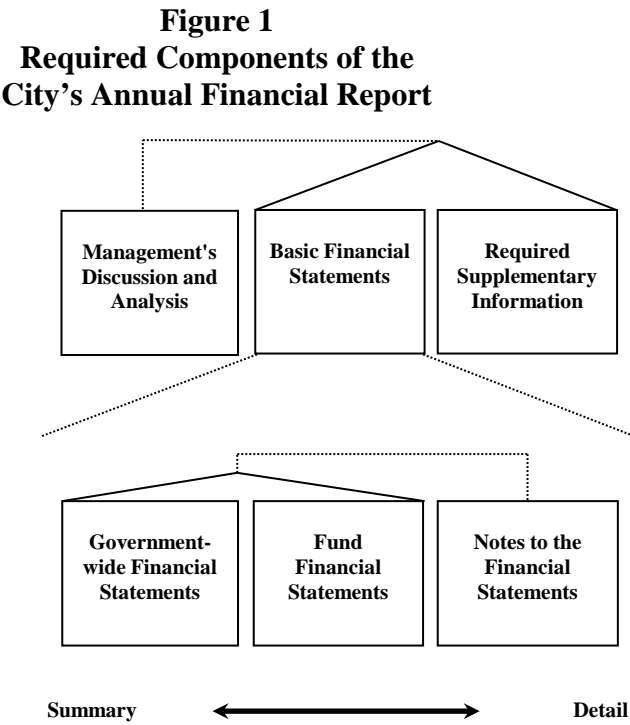 Figure 1
Required Components of the
City’s Annual Financial Report
Management's
Discussion and
Analysis
Basic Financial
Statements
Required
Supplementary
Information
Government-
wide Financial
Statements
Fund
Financial
Statements
Notes to the
Financial
Statements
Summary
Detail